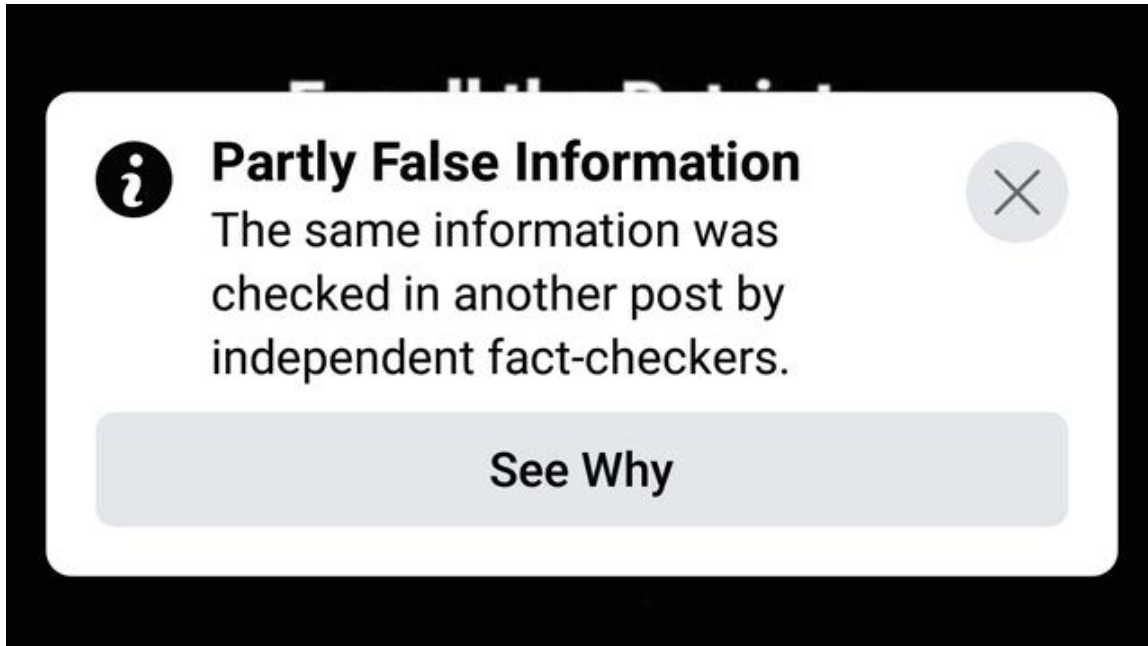 Partly False Information
The same information was
checked in another post by
independent fact-checkers.
See Why